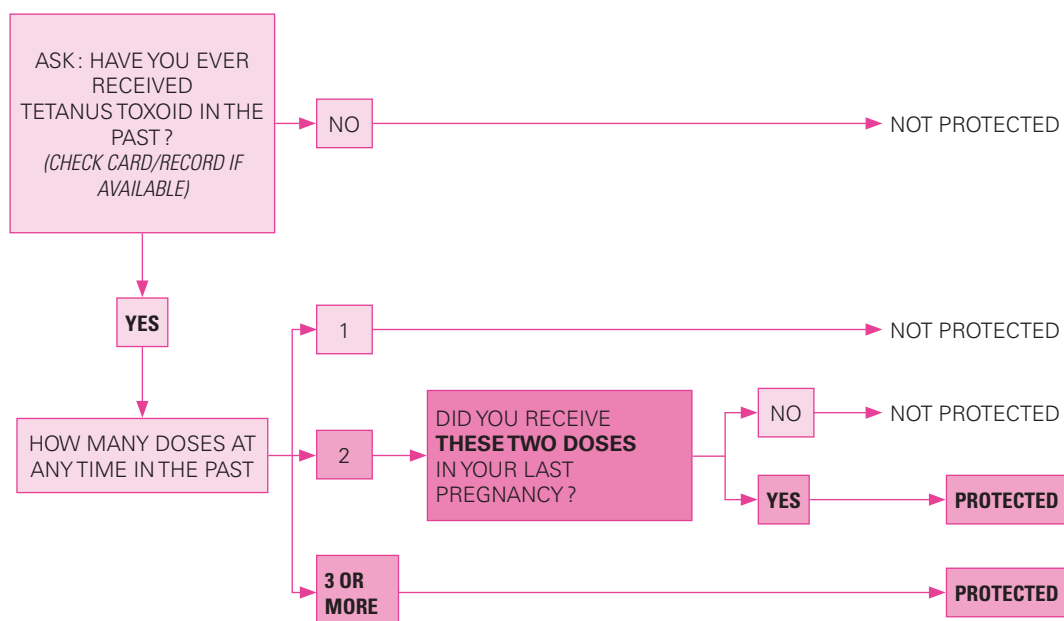 ASK: HAVE YOU EVER
RECEIVED
TETANUS TOXOID IN THE
PAST?
(CHECK CARD/RECORD IF
AVAILABLE)
NO
NOT PROTECTED
YES
HOW MANY DOSES AT
ANY TIME IN THE PAST
1
NOT PROTECTED
2
DID YOU RECEIVE
THESE TWO DOSES
IN YOUR LAST
PREGNANCY?
NO
NOT PROTECTED
YES
PROTECTED
3 OR
MORE
PROTECTED